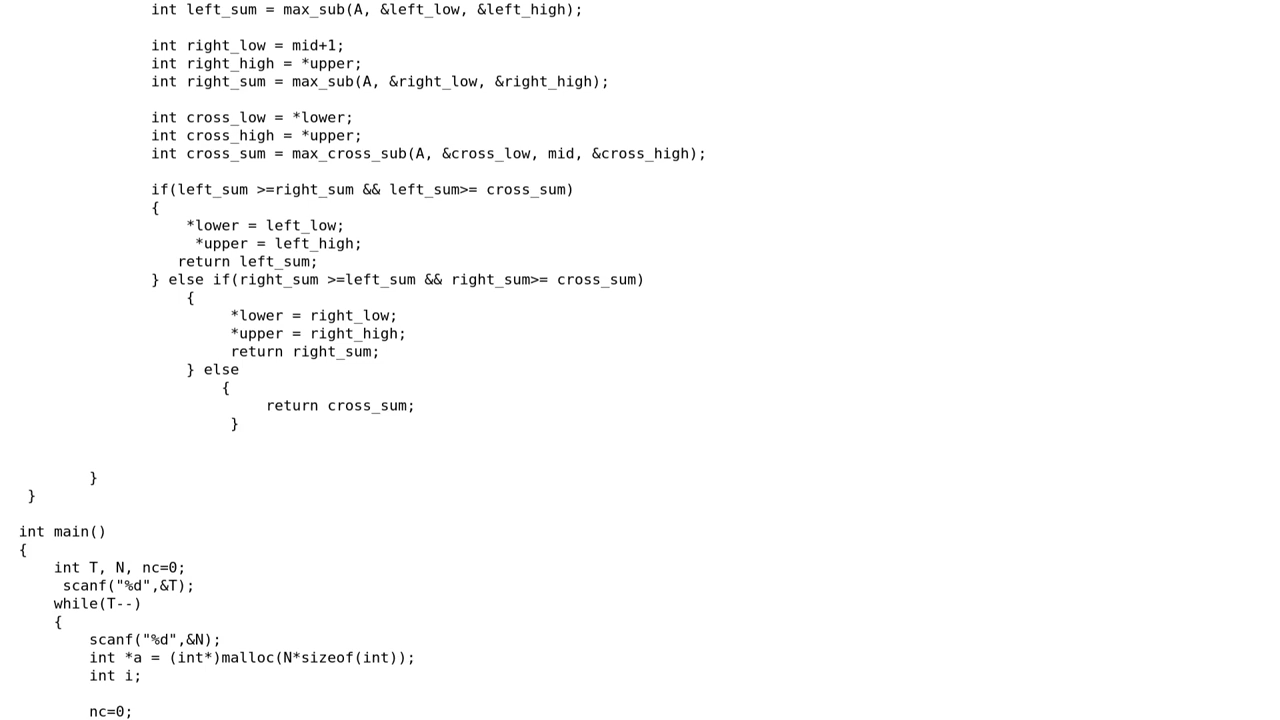 int left_sum = max_sub(A, &left_low, &left_high);
int right_low = mid+1;
int right_high = *upper;
int right_sum = max_sub(A, &right_low, &right_high);
int cross_low = *lower;
int cross_high = *upper;
int cross_sum = max_cross_sub(A, &cross_low, mid, &cross_high);
if(left_sum >=right_sum && left_sum>= cross_sum)
{
*lower = left_low;
*upper = left_high;
return left_sum;
} else if(right_sum >=left_sum && right_sum>= cross_sum)
{
*lower = right_low;
*upper = right_high;
return right_sum;
} else
{
return cross_sum;
}
}
}
int main()
{
int T, N, nc=0;
scanf("%d",&T);
while(T--)
{
scanf("%d",&N);
int *a = (int*)malloc(N*sizeof(int));
int i;
nc=0;